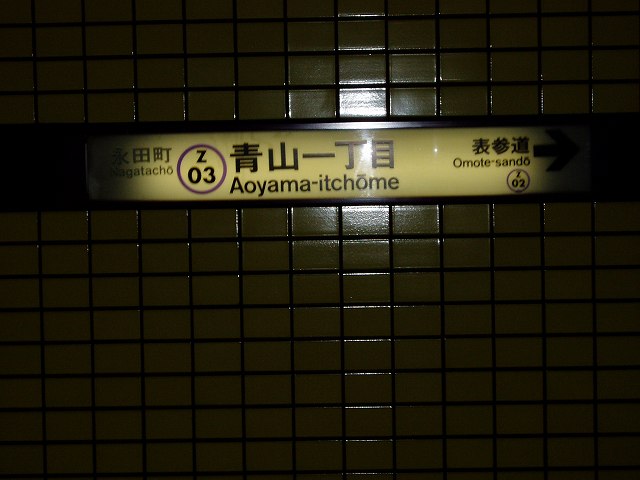 永田町
Nagatachō
Z
03
青山一丁目
Aoyama-itchōme
表参道
Omote-sandō
Z
02